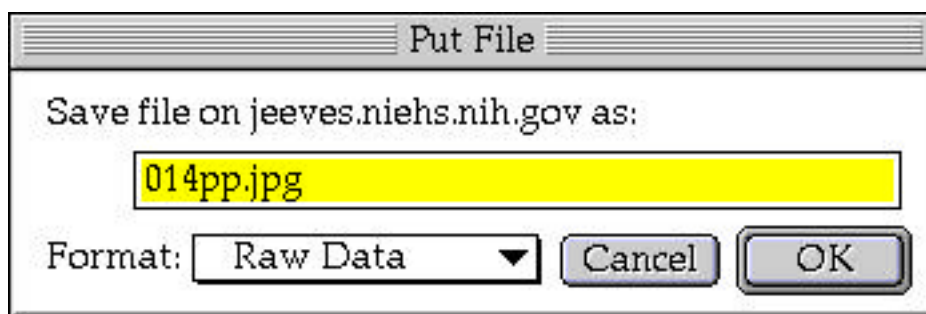 Put File
Save file on jeeves.niehs.nih.gov as:
014pp.jpg
Format: Raw Data Cancel OK